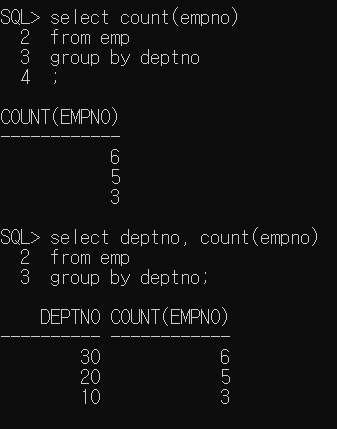 SQL> select count(empno)
  2  from emp
  3  group by deptno
  4  ;

COUNT(EMPNO)
------------
           6
           5
           3

SQL> select deptno, count(empno)
  2  from emp
  3  group by deptno;

    DEPTNO COUNT(EMPNO)
---------- ------------
        30            6
        20            5
        10            3